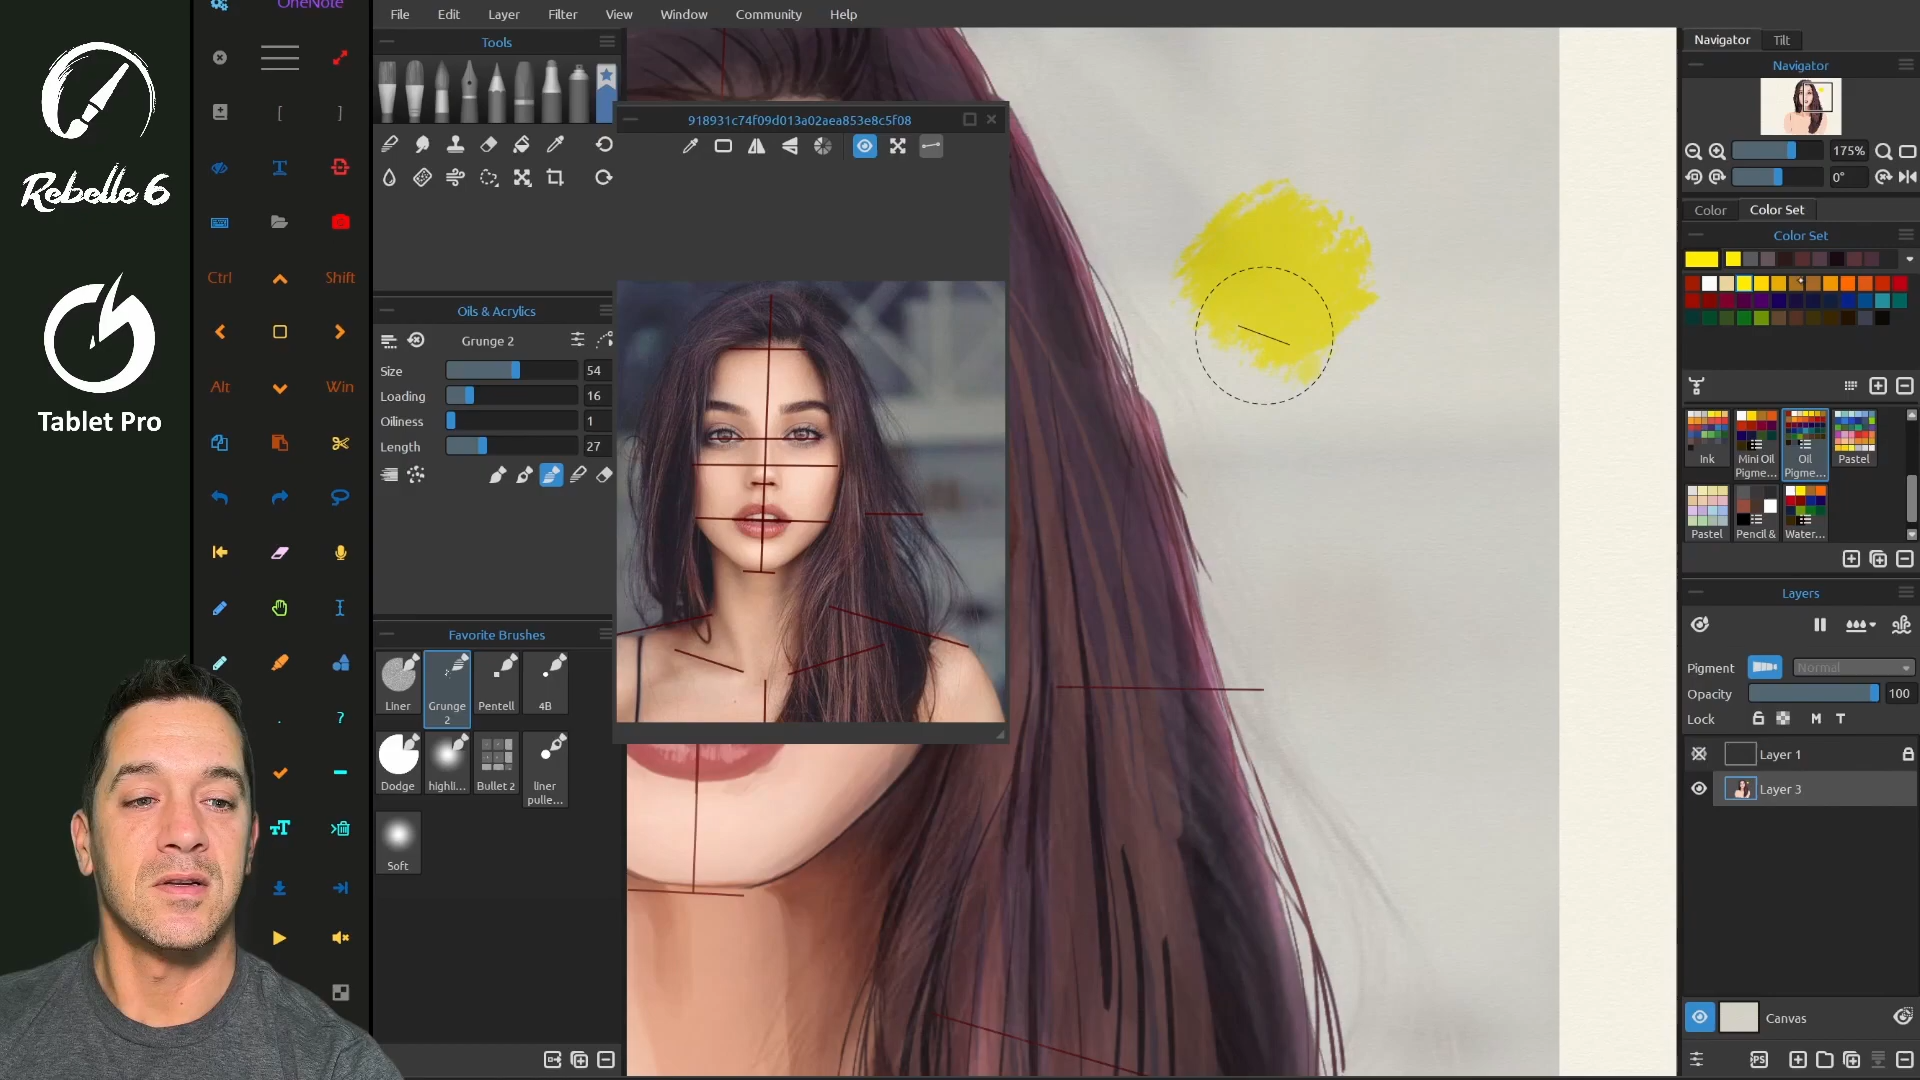 Rebelle 6
Tablet Pro
OneNote
[ ]
Ctrl
Shift
Alt
Win
.
?
File Edit Layer Filter View Window Community Help
Tools
918931c74f09d013a02aea853e8c5f08
Oils & Acrylics
Grunge 2
Size 54
Loading 16
Oiliness 1
Length 27
Favorite Brushes
Liner
Grunge 2
Pentell
4B
Dodge
highli...
Bullet 2
liner pulle...
Soft
Navigator Tilt
Navigator
175%
0°
Color Color Set
Color Set
Ink
Mini Oil Pigme...
Oil Pigme...
Pastel
Pastel
Pencil &
Water...
Layers
Pigment Normal
Opacity 100
Lock M T
Layer 1
Layer 3
Canvas
PS